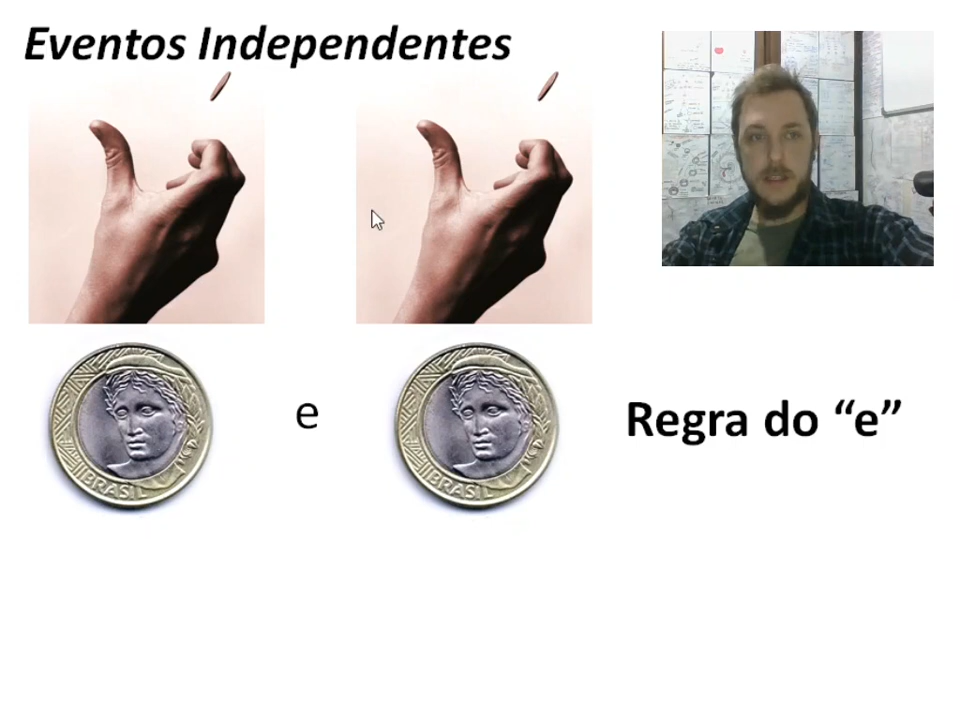 Eventos Independentes
e
Regra do “e”
BRASIL
BRASIL